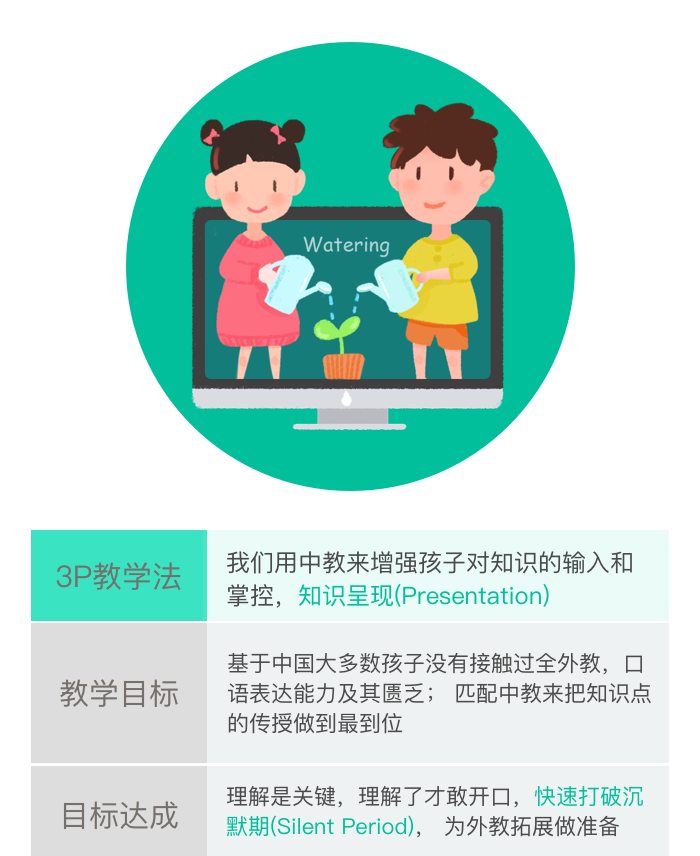 Watering
3P教学法
我们用中教来增强孩子对知识的输入和
掌控，知识呈现(Presentation)
教学目标
基于中国大多数孩子没有接触过全外教，口
语表达能力及其匮乏； 匹配中教来把知识点
的传授做到最到位
目标达成
理解是关键，理解了才敢开口，快速打破沉
默期(Silent Period)， 为外教拓展做准备